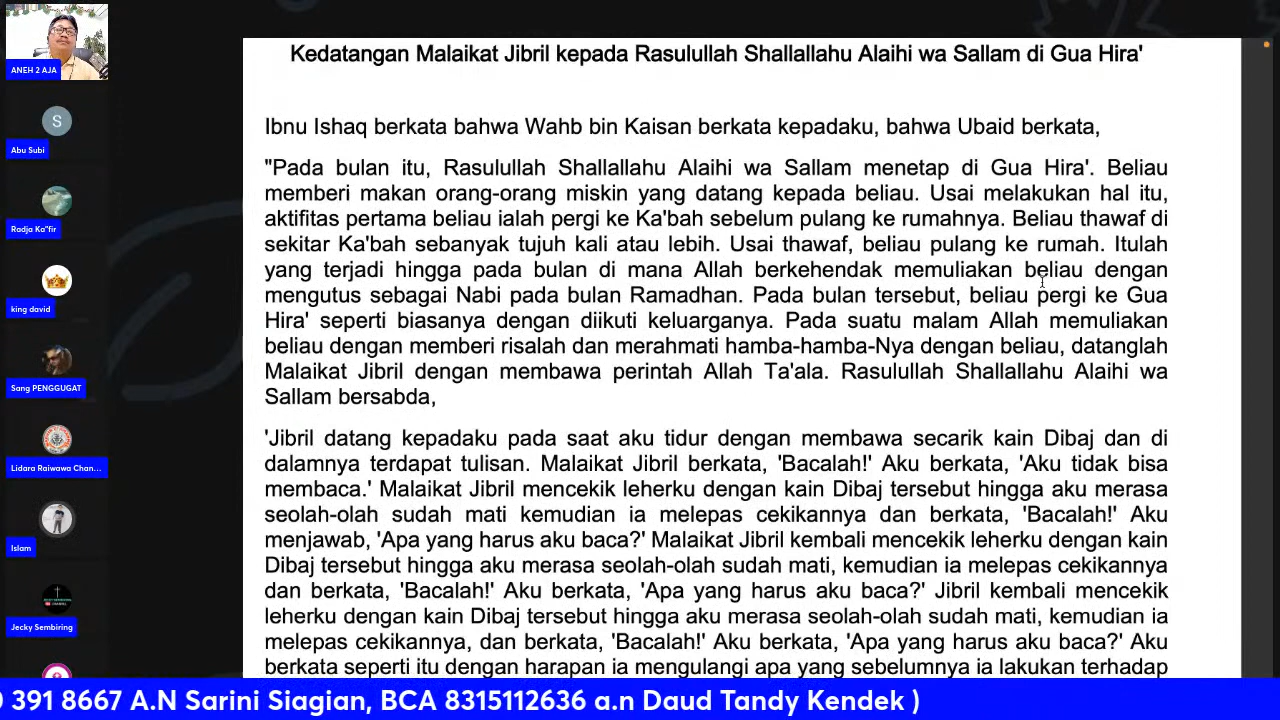 Kedatangan Malaikat Jibril kepada Rasulullah Shallallahu Alaihi wa Sallam di Gua Hira'
Ibnu Ishaq berkata bahwa Wahb bin Kaisan berkata kepadaku, bahwa Ubaid berkata,
"Pada bulan itu, Rasulullah Shallallahu Alaihi wa Sallam menetap di Gua Hira'. Beliau
memberi makan orang-orang miskin yang datang kepada beliau. Usai melakukan hal itu,
aktifitas pertama beliau ialah pergi ke Ka'bah sebelum pulang ke rumahnya. Beliau thawaf di
sekitar Ka'bah sebanyak tujuh kali atau lebih. Usai thawaf, beliau pulang ke rumah. Itulah
yang terjadi hingga pada bulan di mana Allah berkehendak memuliakan beliau dengan
mengutus sebagai Nabi pada bulan Ramadhan. Pada bulan tersebut, beliau pergi ke Gua
Hira' seperti biasanya dengan diikuti keluarganya. Pada suatu malam Allah memuliakan
beliau dengan memberi risalah dan merahmati hamba-hamba-Nya dengan beliau, datanglah
Malaikat Jibril dengan membawa perintah Allah Ta'ala. Rasulullah Shallallahu Alaihi wa
Sallam bersabda,
'Jibril datang kepadaku pada saat aku tidur dengan membawa secarik kain Dibaj dan di
dalamnya terdapat tulisan. Malaikat Jibril berkata, 'Bacalah!' Aku berkata, 'Aku tidak bisa
membaca.' Malaikat Jibril mencekik leherku dengan kain Dibaj tersebut hingga aku merasa
seolah-olah sudah mati kemudian ia melepas cekikannya dan berkata, 'Bacalah!' Aku
menjawab, 'Apa yang harus aku baca?' Malaikat Jibril kembali mencekik leherku dengan kain
Dibaj tersebut hingga aku merasa seolah-olah sudah mati, kemudian ia melepas cekikannya
dan berkata, 'Bacalah!' Aku berkata, 'Apa yang harus aku baca?' Jibril kembali mencekik
leherku dengan kain Dibaj tersebut hingga aku merasa seolah-olah sudah mati, kemudian ia
melepas cekikannya, dan berkata, 'Bacalah!' Aku berkata, 'Apa yang harus aku baca?' Aku
berkata seperti itu dengan harapan ia mengulangi apa yang sebelumnya ia lakukan terhadap
ANEH 2 AJA
S
Abu Subi
Radja Ka"fir
king david
Sang PENGGUGAT
Lidara Raiwawa Chan...
Islam
Jecky Sembiring
391 8667 A.N Sarini Siagian, BCA 8315112636 a.n Daud Tandy Kendek )